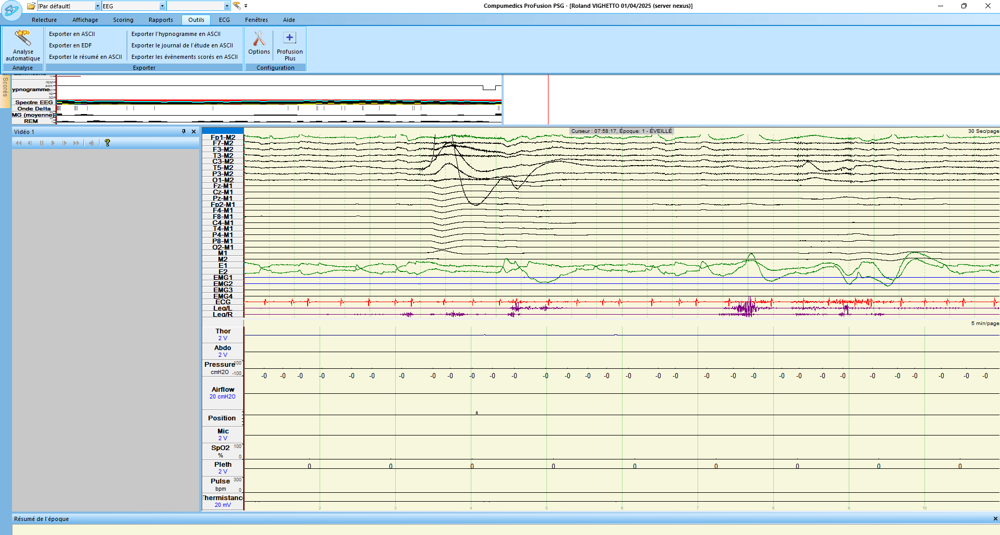 [Par défaut]
EEG
Compumedics ProFusion PSG - [Roland VIGHETTO 01/04/2025 (server nexus)]
Relecture
Affichage
Scoring
Rapports
Outils
ECG
Fenêtres
Aide
Analyse
automatique
Analyse
Exporter en ASCII
Exporter en EDF
Exporter le résumé en ASCII
Exporter l'hypnogramme en ASCII
Exporter le journal de l'étude en ASCII
Exporter les évènements scorés en ASCII
Exporter
Options
Profusion
Plus
Configuration
Scorés
REM
AWK
N1
N2
N3
ypnogramme
Spectre EEG
Onde Delta
MG (moyenne)
REM
Vidéo 1
Curseur : 07:58:17, Époque: 1 - ÉVEILLÉ
30 Sec/page
Fp1-M2
F7-M2
F3-M2
T3-M2
C3-M2
T5-M2
P3-M2
O1-M2
Fz-M1
Cz-M1
Pz-M1
Fp2-M1
F4-M1
F8-M1
C4-M1
T4-M1
P4-M1
P8-M1
O2-M1
M1
M2
E1
E2
EMG1
EMG2
EMG3
EMG4
ECG
Leg/L
Leg/R
5 min/page
Thor
2 V
Abdo
2 V
Pressure 100
cmH2O -100
-0 -0 -0 -0 -0 -0 -0 -0 -0 -0 -0 -0 -0 -0 -0 -0 -0 -0 -0 -0 -0 -0 -0 -0 -0 -0 -0 -0 -0 -0 -0 -0
Airflow
20 cmH2O
Position
Mic
2 V
SpO2 100
% 0
Pleth
2 V
0 0 0 0 0 0 0 0 0
Pulse 300
bpm 0
Thermistance
20 mV
2 3 4 5 6 7 8 9 10
Résumé de l'époque